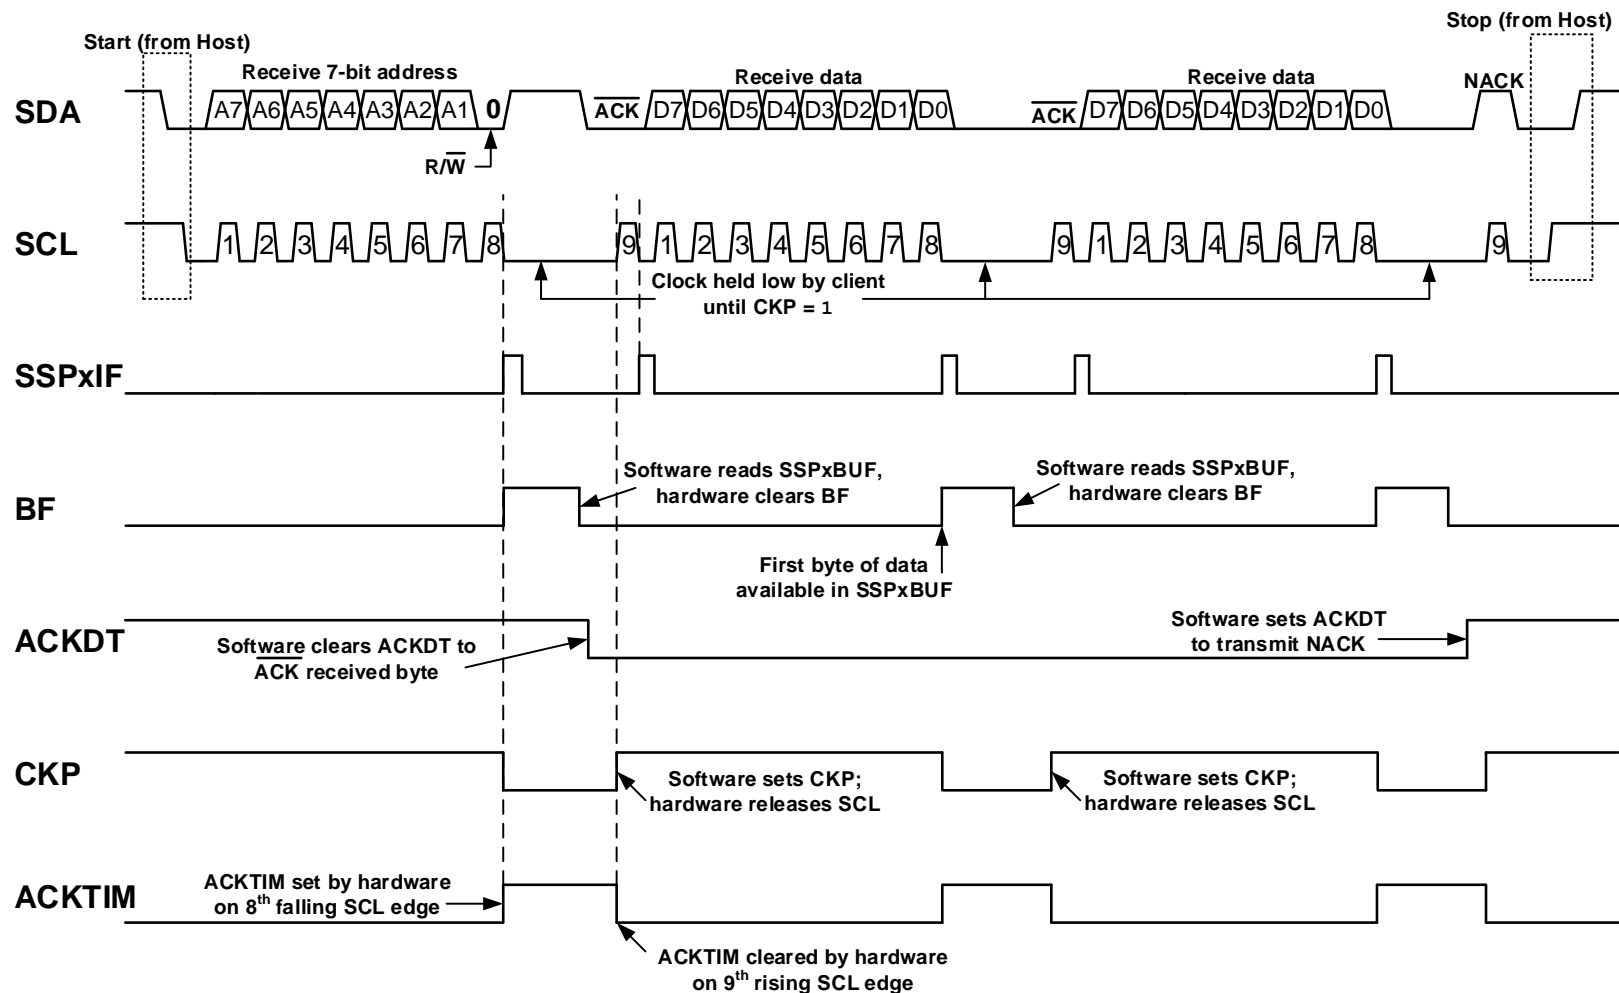 Start (from Host)
Stop (from Host)
Receive 7-bit address
Receive data
Receive data
NACK
SDA
A7 A6 A5 A4 A3 A2 A1 0
ACK
D7 D6 D5 D4 D3 D2 D1 D0
ACK
D7 D6 D5 D4 D3 D2 D1 D0
R/W
SCL
1 2 3 4 5 6 7 8 9 1 2 3 4 5 6 7 8 9 1 2 3 4 5 6 7 8 9
Clock held low by client
until CKP = 1
SSPxIF
Software reads SSPxBUF,
hardware clears BF
Software reads SSPxBUF,
hardware clears BF
BF
First byte of data
available in SSPxBUF
ACKDT
Software clears ACKDT to
ACK received byte
Software sets ACKDT
to transmit NACK
CKP
Software sets CKP;
hardware releases SCL
Software sets CKP;
hardware releases SCL
ACKTIM
ACKTIM set by hardware
on 8th falling SCL edge
ACKTIM cleared by hardware
on 9th rising SCL edge